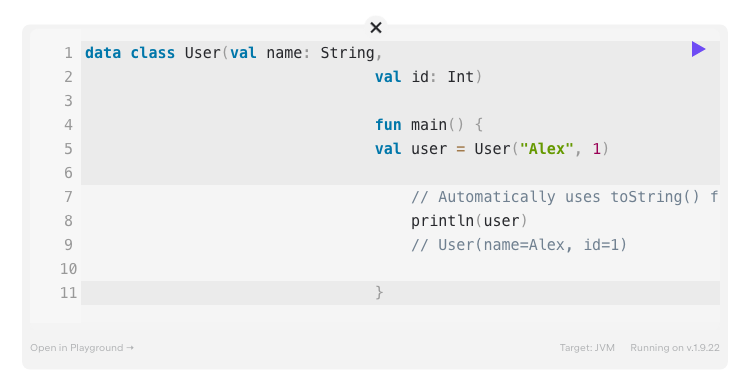 ×
1 data class User(val name: String,
2 val id: Int)
3
4 fun main() {
5 val user = User("Alex", 1)
6
7 // Automatically uses toString() f
8 println(user)
9 // User(name=Alex, id=1)
10
11 }
Open in Playground →
Target: JVM Running on v.1.9.22